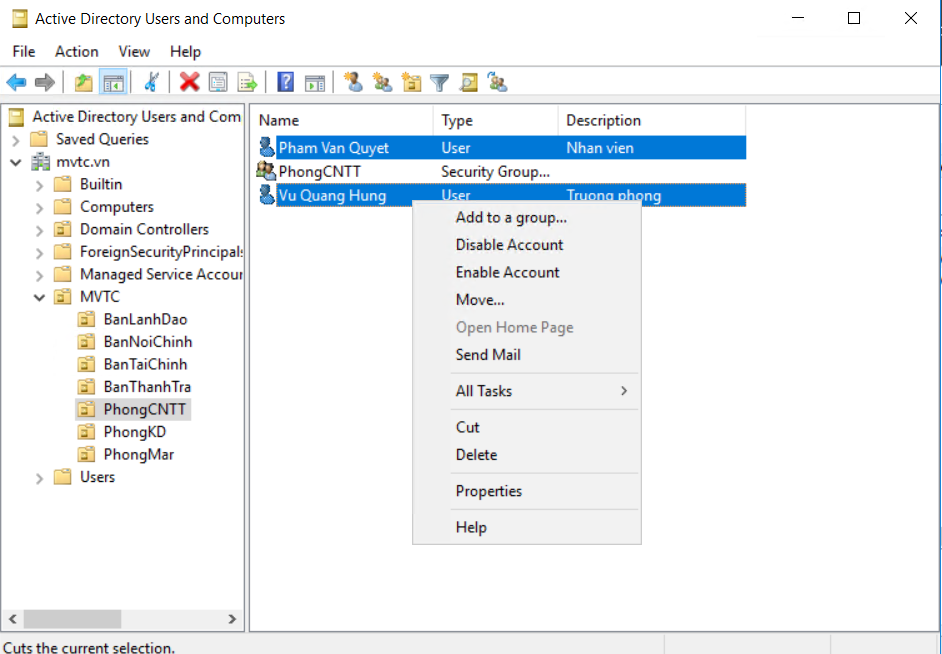 Active Directory Users and Computers
File Action View Help
Active Directory Users and Com
Saved Queries
mvtc.vn
Builtin
Computers
Domain Controllers
ForeignSecurityPrincipals
Managed Service Accour
MVTC
BanLanhDao
BanNoiChinh
BanTaiChinh
BanThanhTra
PhongCNTT
PhongKD
PhongMar
Users
Name Type Description
Pham Van Quyet User Nhan vien
PhongCNTT Security Group...
Vu Quang Hung User Truong phong
Add to a group...
Disable Account
Enable Account
Move...
Open Home Page
Send Mail
All Tasks
Cut
Delete
Properties
Help
Cuts the current selection.